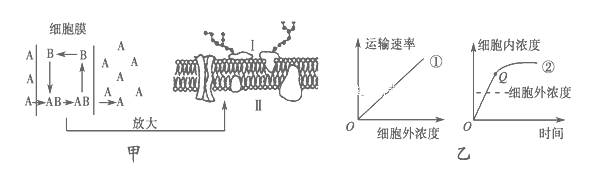 细胞膜
A B ← B A A
A A A
A → AB → AB → A A
放大
甲
Ⅰ
Ⅱ
运输速率
①
O
细胞外浓度
细胞内浓度
②
Q
细胞外浓度
O
时间
乙